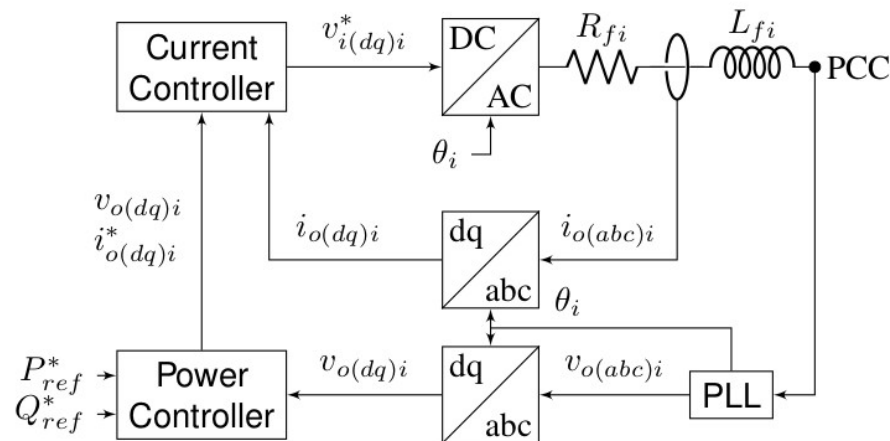 Current
Controller
v*_{i(dq)i}
DC
AC
R_{fi}
L_{fi}
PCC
θ_i
v_{o(dq)i}
i*_{o(dq)i}
i_{o(dq)i}
dq
abc
i_{o(abc)i}
θ_i
P*_{ref}
Q*_{ref}
Power
Controller
v_{o(dq)i}
dq
abc
v_{o(abc)i}
PLL